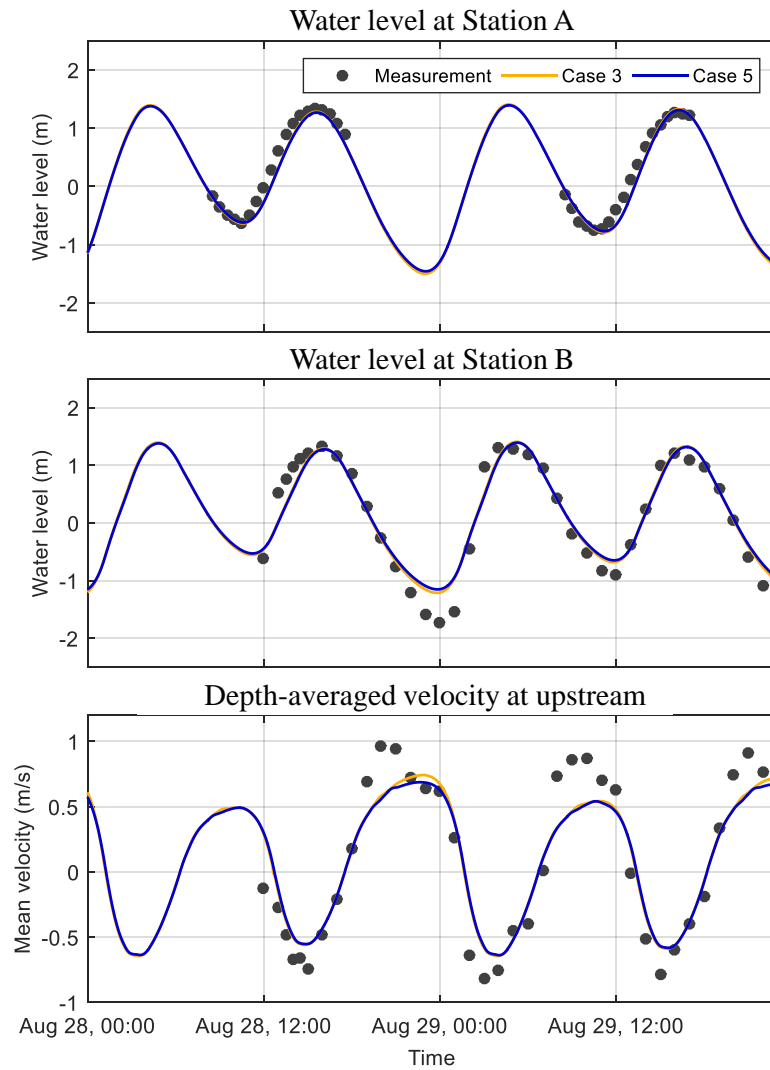 Water level at Station A
Measurement Case 3 Case 5
2
1
0
-1
-2
Water level (m)
Water level at Station B
2
1
0
-1
-2
Water level (m)
Depth-averaged velocity at upstream
1
0.5
0
-0.5
-1
Mean velocity (m/s)
Aug 28, 00:00 Aug 28, 12:00 Aug 29, 00:00 Aug 29, 12:00
Time